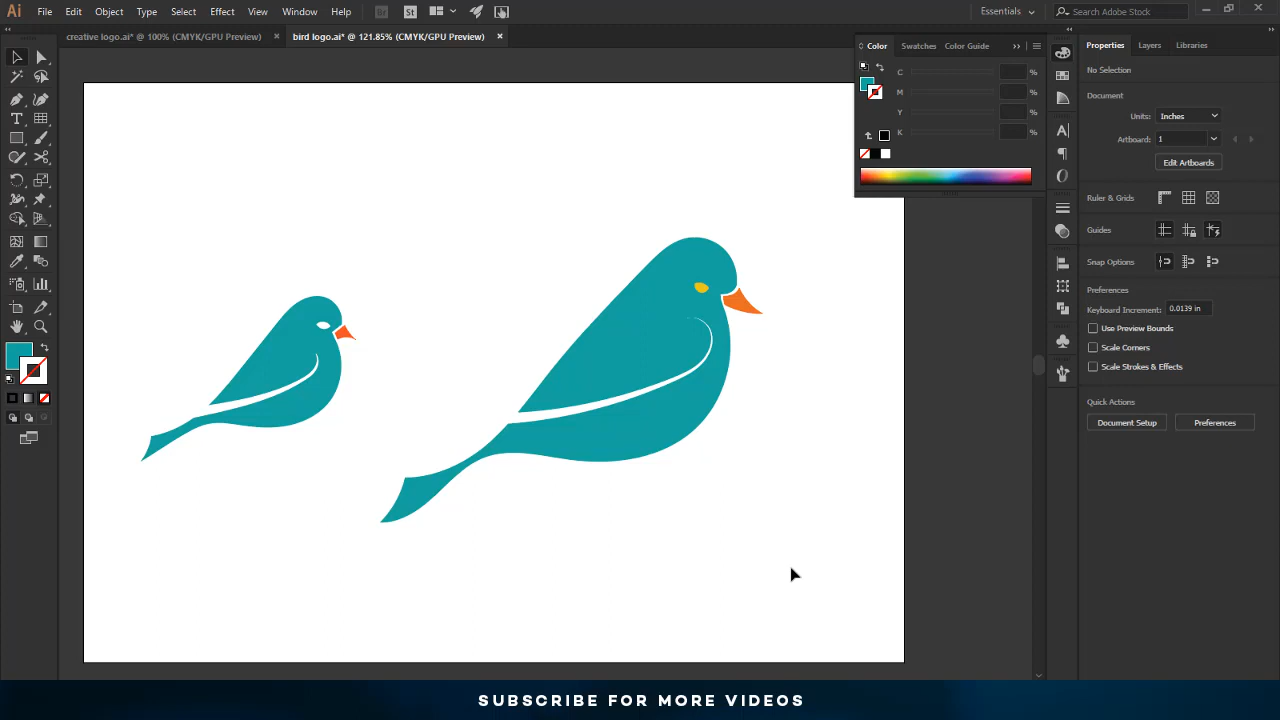 Ai File Edit Object Type Select Effect View Window Help Br St Essentials Search Adobe Stock
creative logo.ai* @ 100% (CMYK/GPU Preview) × bird logo.ai* @ 121.85% (CMYK/GPU Preview) ×
Color Swatches Color Guide
C %
M %
Y %
K %
Properties Layers Libraries
No Selection
Document
Units: Inches
Artboard: 1
Edit Artboards
Ruler & Grids
Guides
Snap Options
Preferences
Keyboard Increment: 0.0139 in
Use Preview Bounds
Scale Corners
Scale Strokes & Effects
Quick Actions
Document Setup Preferences
SUBSCRIBE FOR MORE VIDEOS